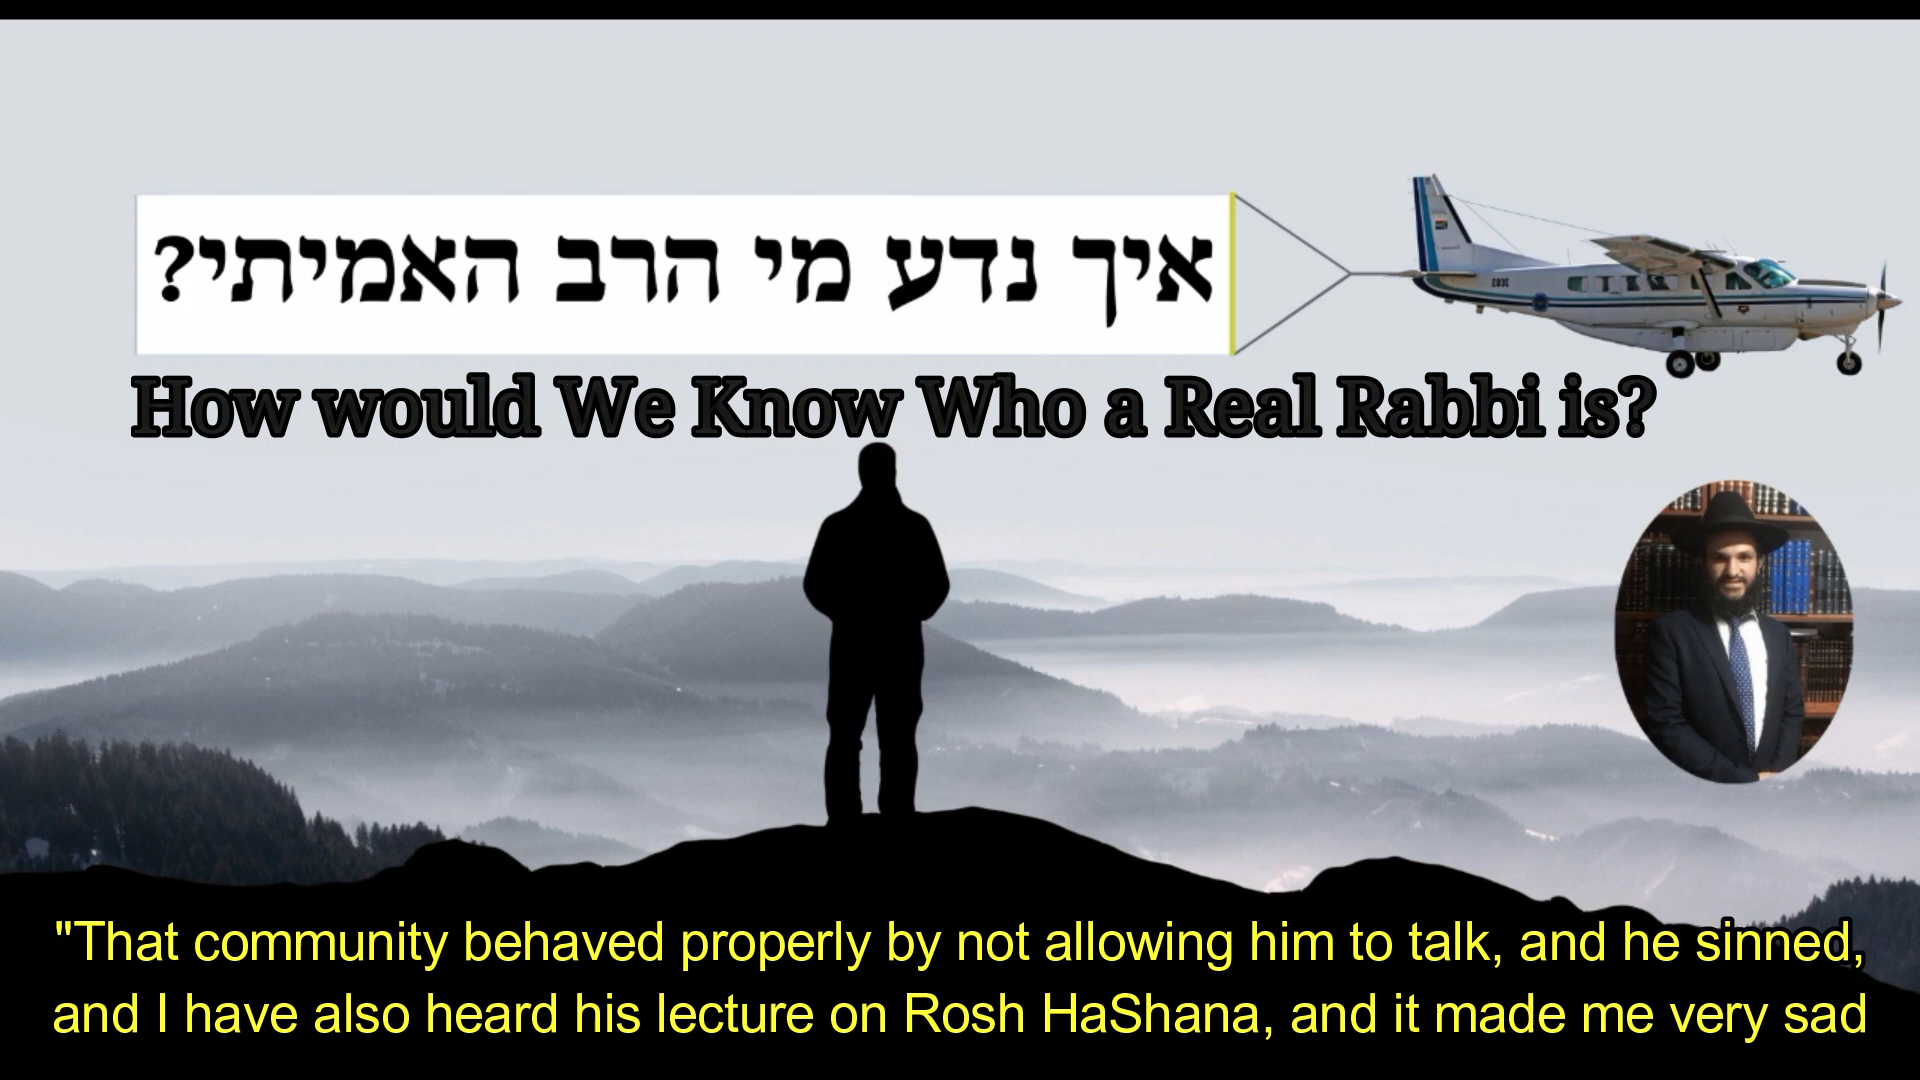 איך נדע מי הרב האמיתי?
How would We Know Who a Real Rabbi is?
"That community behaved properly by not allowing him to talk, and he sinned,
and I have also heard his lecture on Rosh HaShana, and it made me very sad